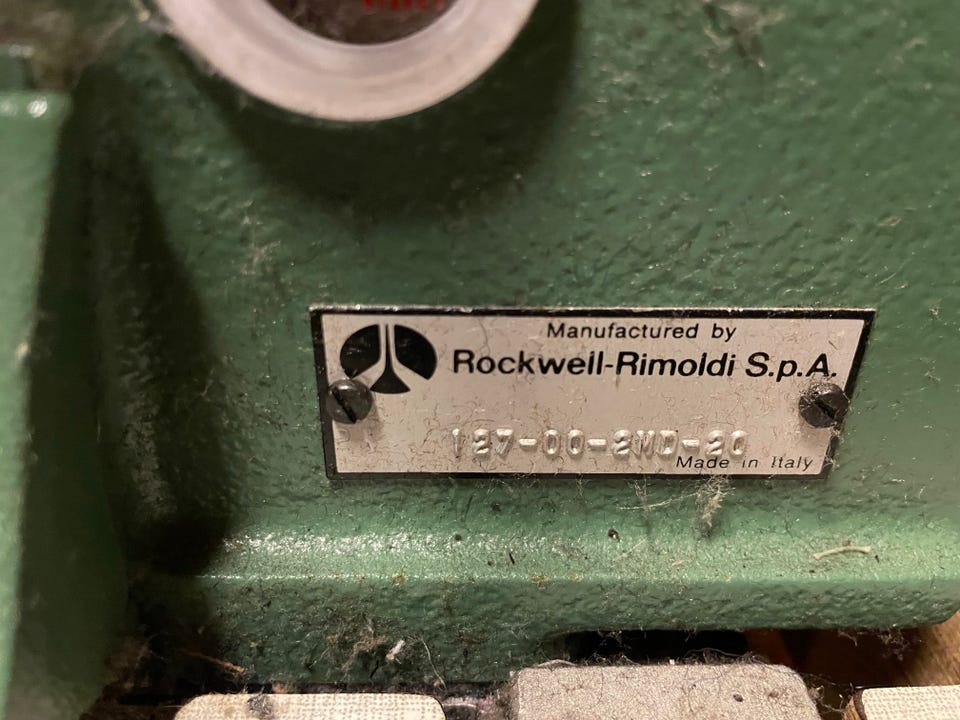 Manufactured by
Rockwell-Rimoldi S.p.A.
127-00-2MD-20
Made in Italy